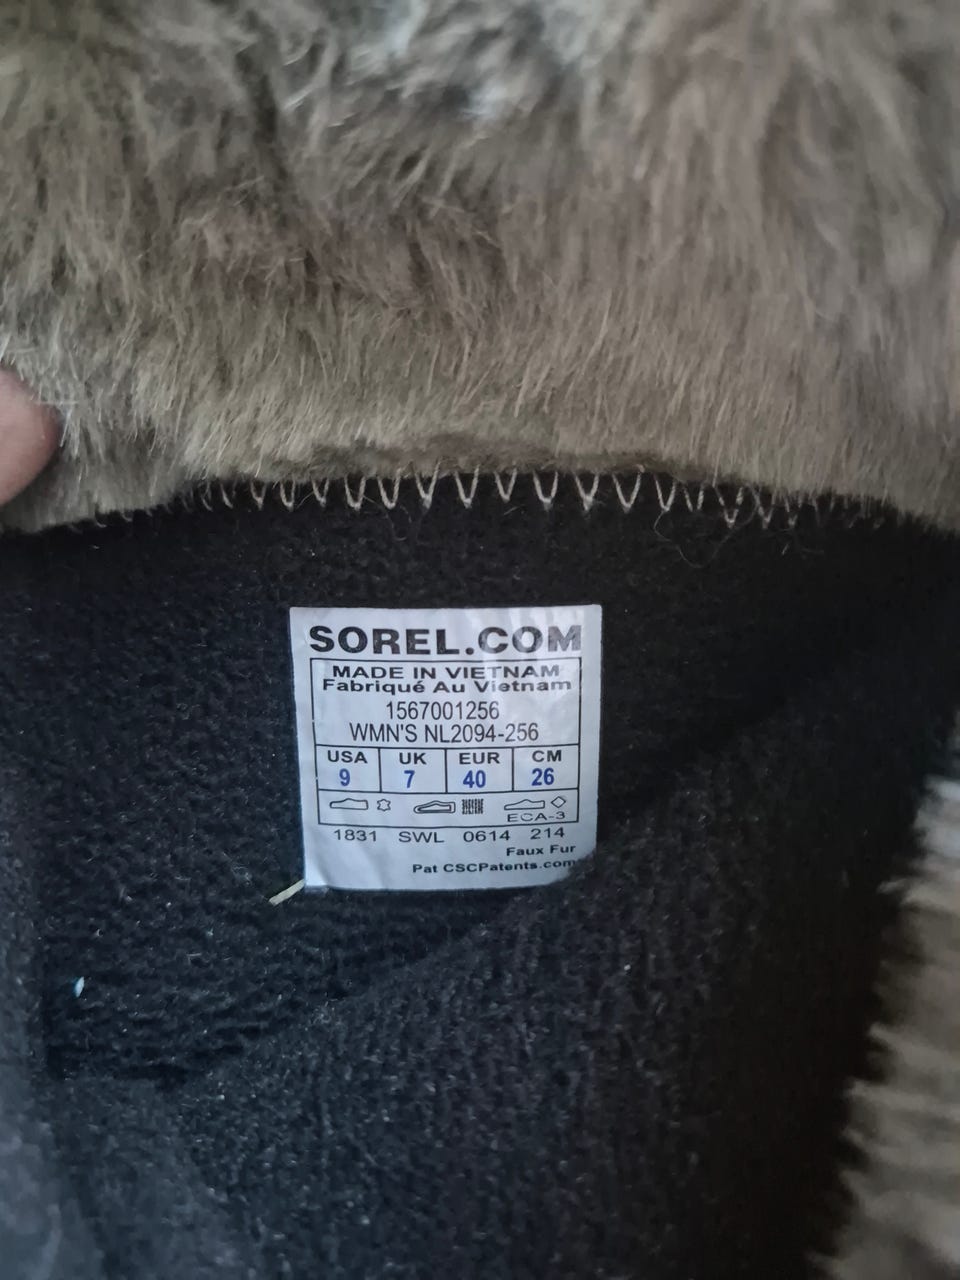 SOREL.COM
MADE IN VIETNAM
Fabriqué Au Vietnam
1567001256
WMN'S NL2094-256
USA UK EUR CM
9 7 40 26
ECA-3
1831 SWL 0614 214
Faux Fur
Pat CSCPatents.com